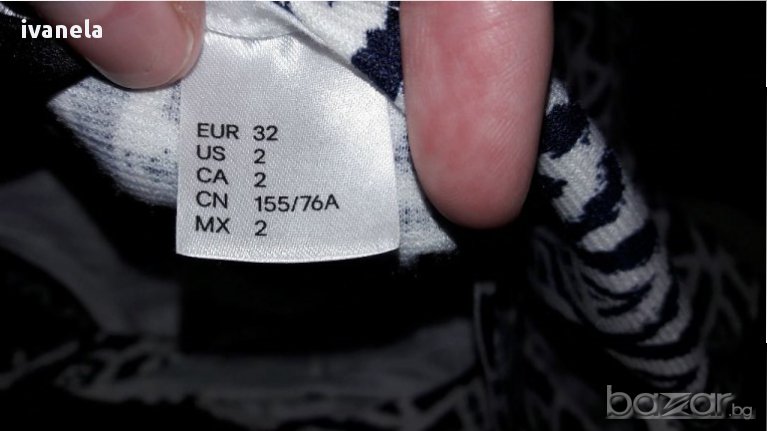 ivanela
EUR 32
US 2
CA 2
CN 155/76A
MX 2
bazar.bg